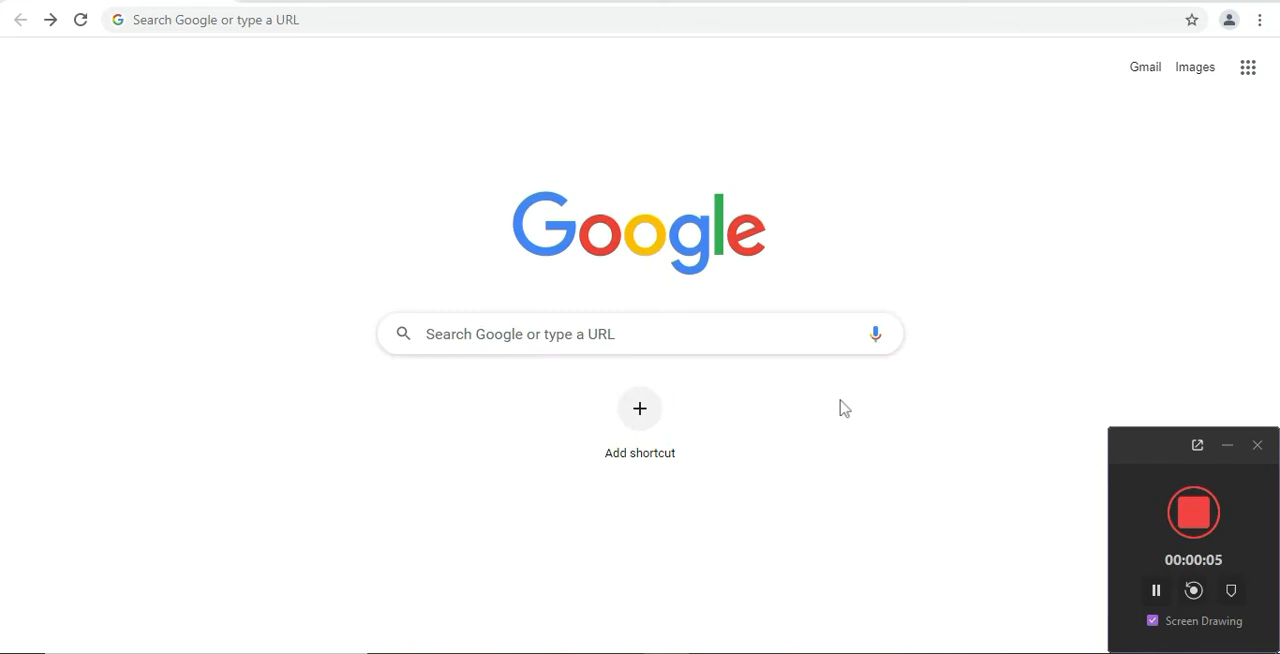 Search Google or type a URL
Gmail Images
Google
Search Google or type a URL
Add shortcut
00:00:05
Screen Drawing